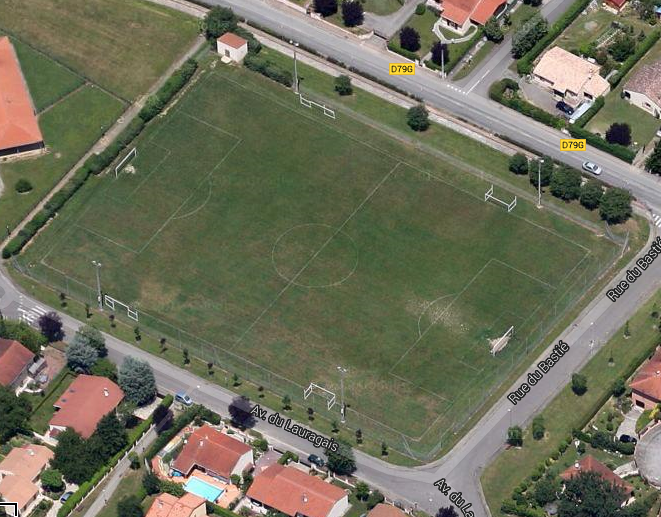 D79G
D79G
Rue du Bastié
Rue du Bastié
Av. du Lauragais
Av. du La